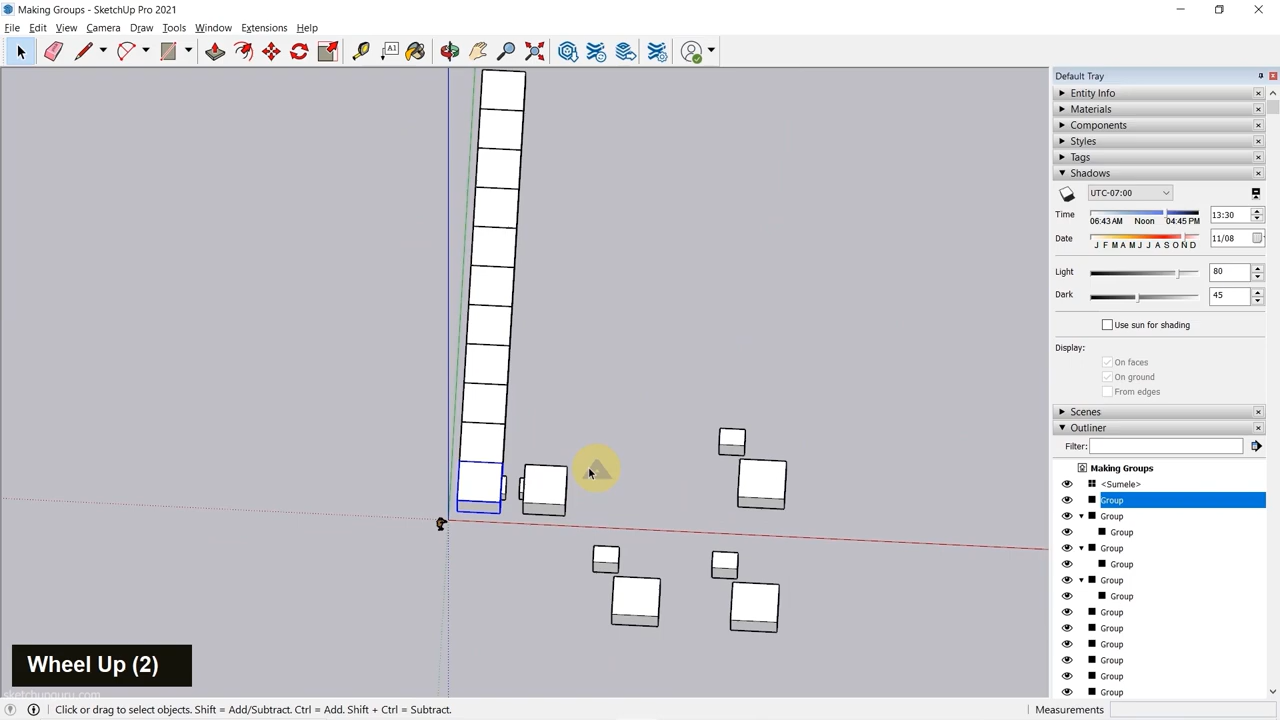 Making Groups - SketchUp Pro 2021
File Edit View Camera Draw Tools Window Extensions Help
A1
Default Tray
Entity Info
Materials
Components
Styles
Tags
Shadows
UTC-07:00
Time
06:43 AM Noon 04:45 PM
13:30
Date
J F M A M J J A S O N D
11/08
Light
80
Dark
45
Use sun for shading
Display:
On faces
On ground
From edges
Scenes
Outliner
Filter:
Making Groups
<Sumele>
Group
Group
Group
Group
Group
Group
Group
Group
Group
Group
Group
Group
Group
Wheel Up (2)
sketchupguru.com
Click or drag to select objects. Shift = Add/Subtract. Ctrl = Add. Shift + Ctrl = Subtract.
Measurements